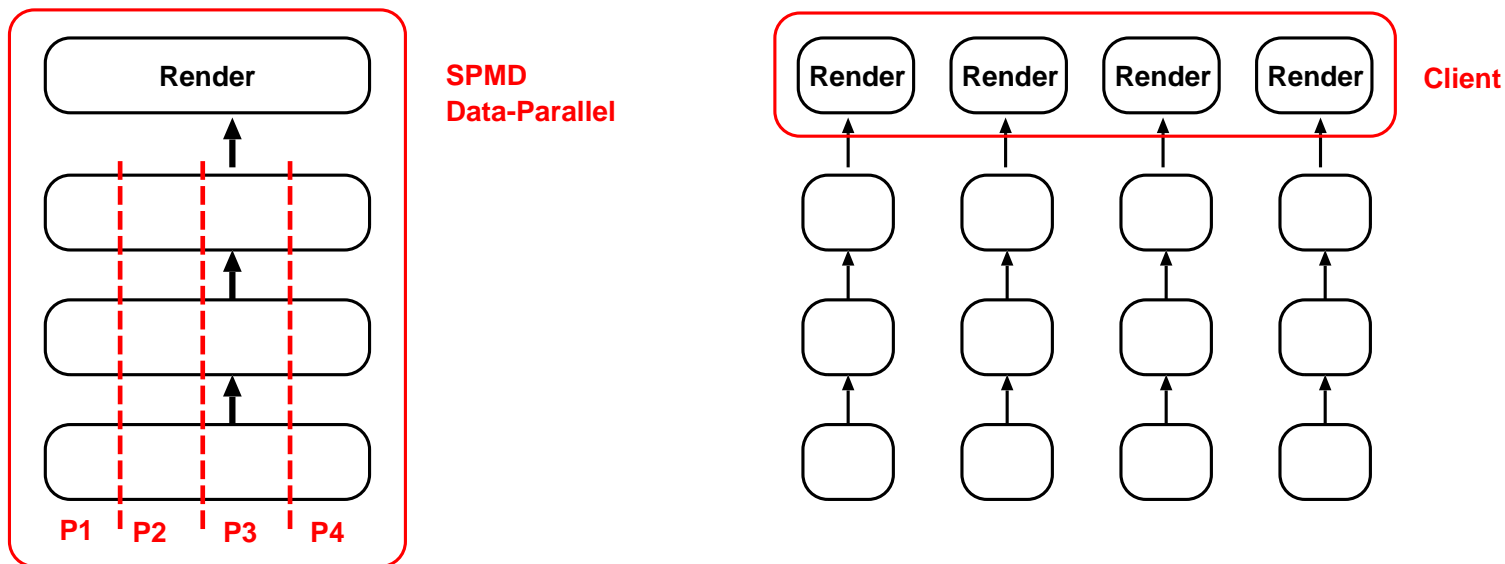 Render
SPMD
Data-Parallel
P1 P2 P3 P4
Render Render Render Render
Client